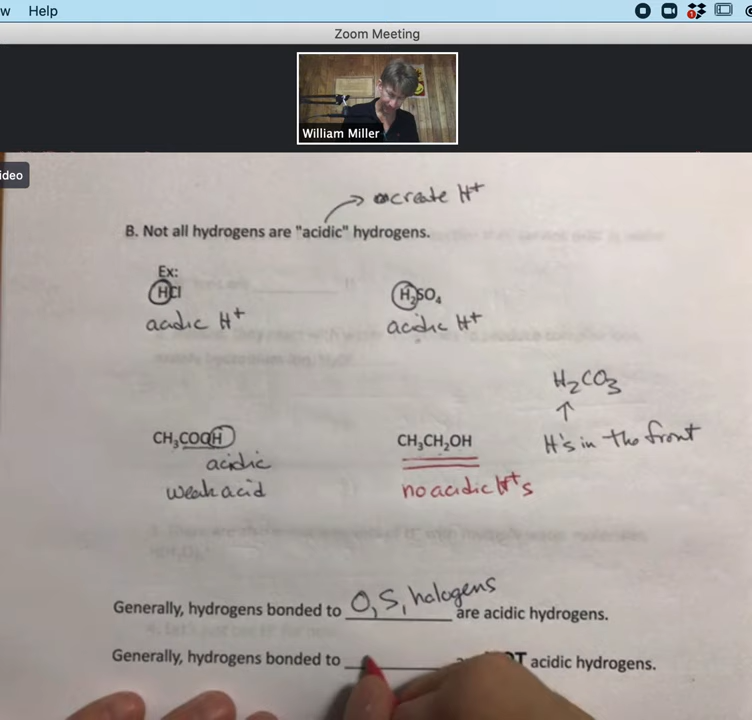 w Help
Zoom Meeting
William Miller
ideo
create H+
B. Not all hydrogens are "acidic" hydrogens.
Ex:
HCl
H₂SO₄
acidic H+
acidic H+
H₂CO₃
↑
H's in the front
CH₃COOH
CH₃CH₂OH
acidic
weak acid
no acidic H+s
Generally, hydrogens bonded to O, S, halogens are acidic hydrogens.
Generally, hydrogens bonded to ______ OT acidic hydrogens.